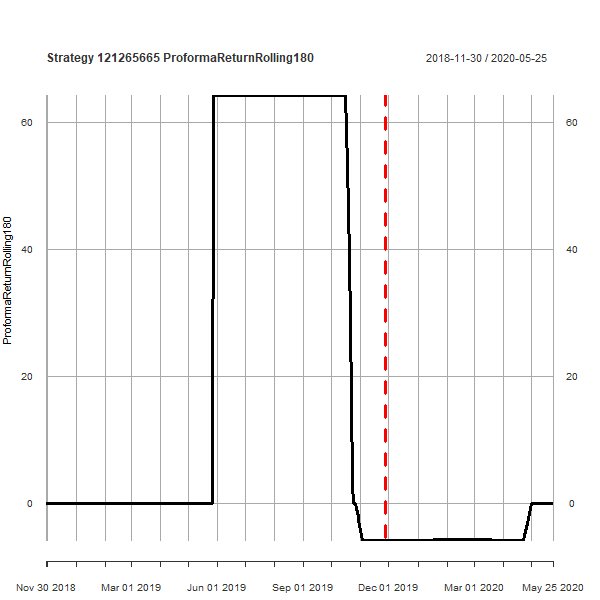 Strategy 121265665 ProformaReturnRolling180
2018-11-30 / 2020-05-25
ProformaReturnRolling180
60
60
40
40
20
20
0
0
Nov 30 2018
Mar 01 2019
Jun 01 2019
Sep 01 2019
Dec 01 2019
Mar 01 2020
May 25 2020